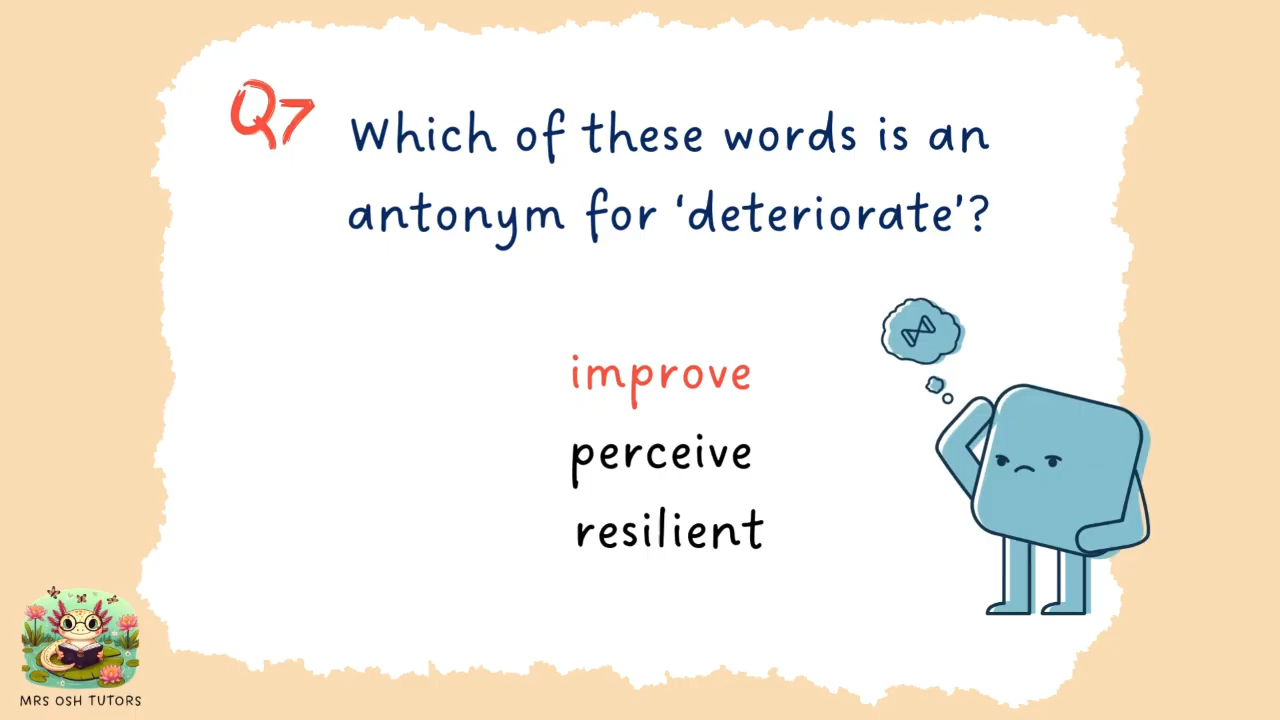 Q7
Which of these words is an
antonym for ‘deteriorate’?
improve
perceive
resilient
MRS OSH TUTORS